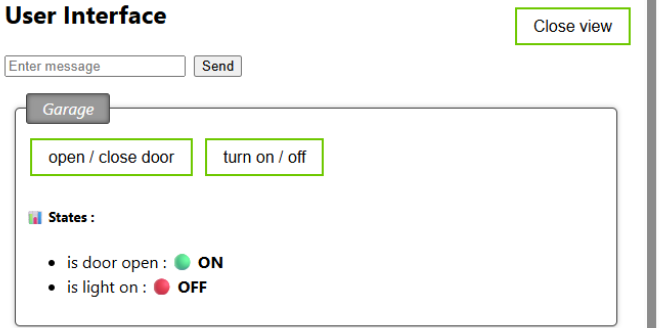 User Interface
Close view
Enter message
Send
Garage
open / close door
turn on / off
States :
is door open : ON
is light on : OFF